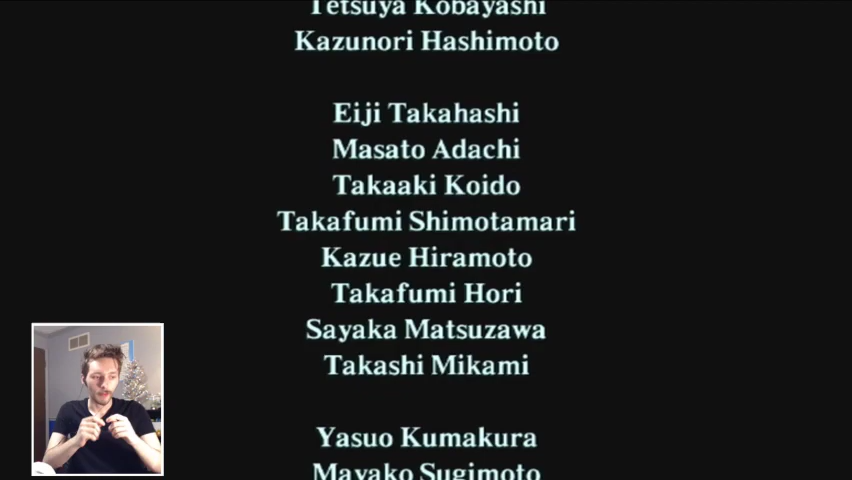 Tetsuya Kobayashi
Kazunori Hashimoto
Eiji Takahashi
Masato Adachi
Takaaki Koido
Takafumi Shimotamari
Kazue Hiramoto
Takafumi Hori
Sayaka Matsuzawa
Takashi Mikami
Yasuo Kumakura
Mayako Sugimoto